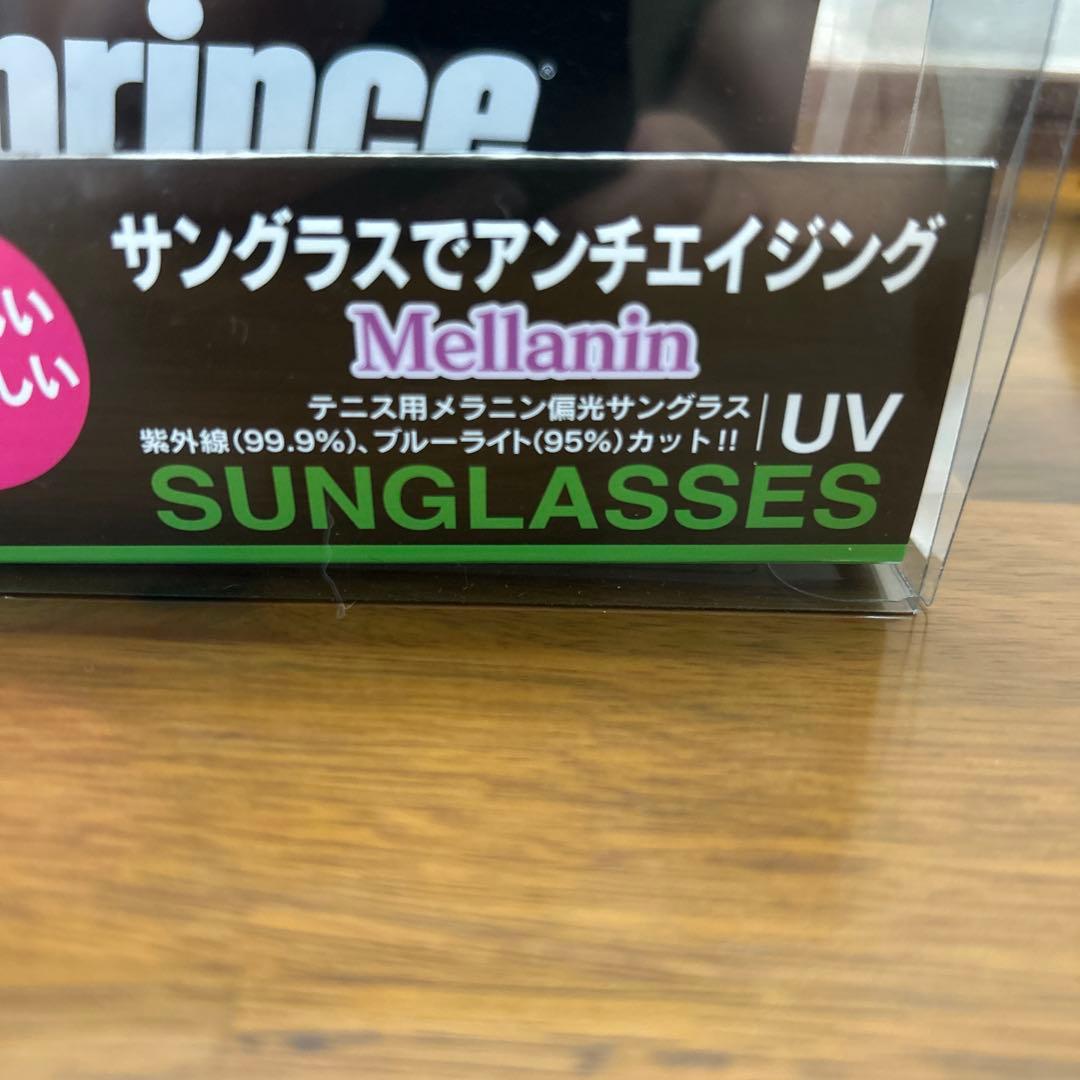 prince®
サングラスでアンチエイジング
Mellanin
テニス用メラニン偏光サングラス
紫外線(99.9%)、ブルーライト(95%)カット!!
UV
SUNGLASSES